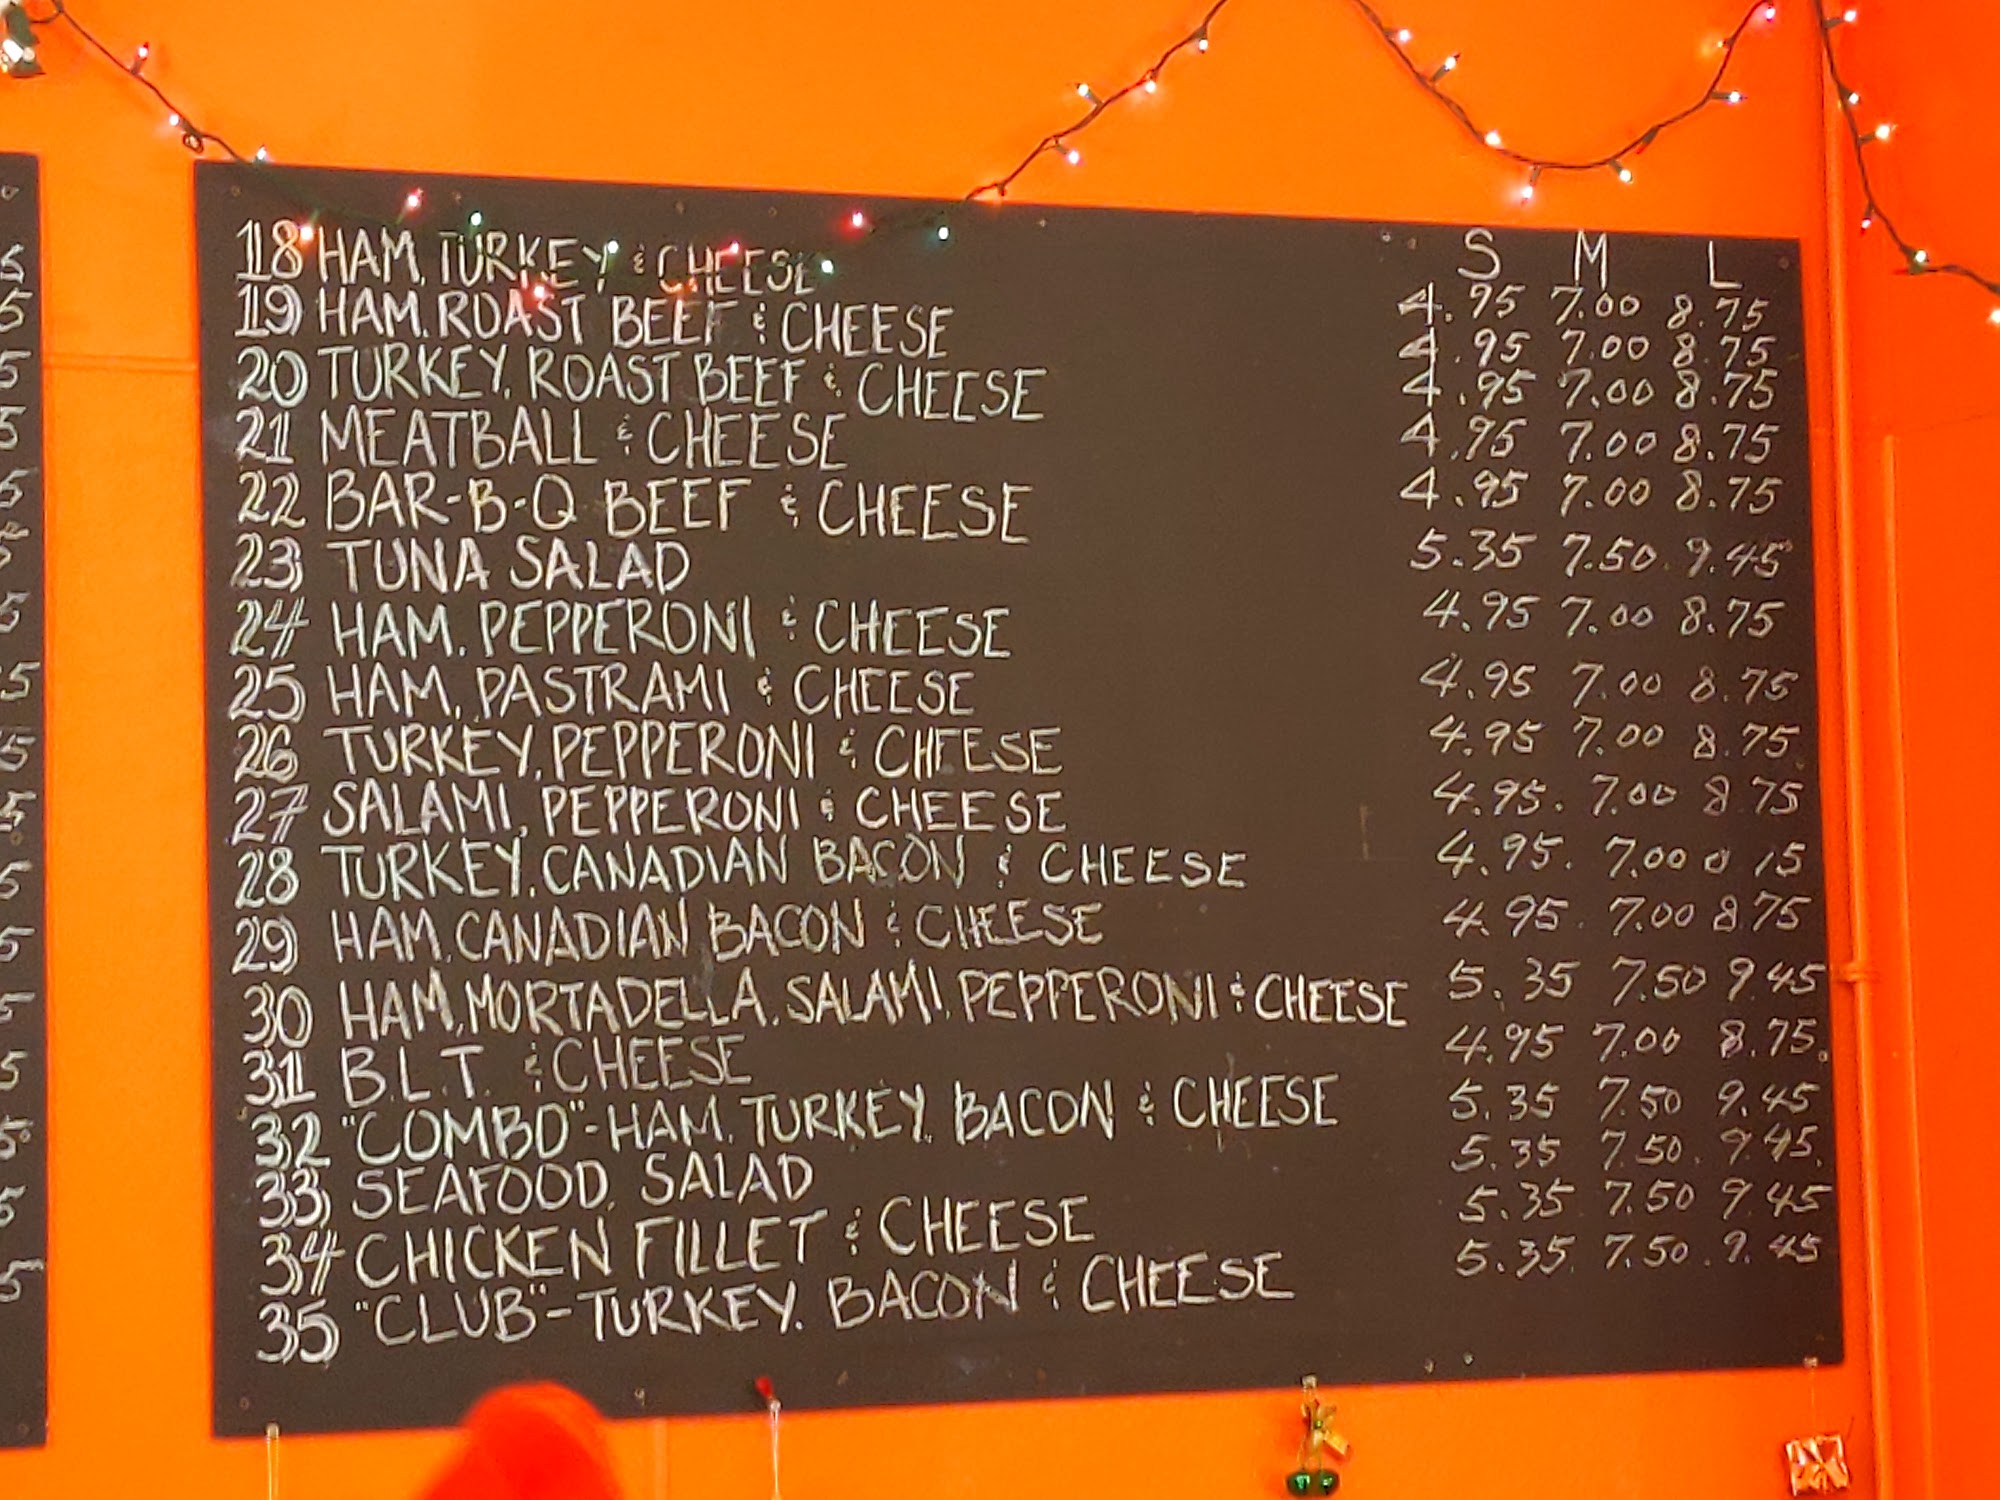 S M L
18 HAM, TURKEY & CHEESE 4.95 7.00 8.75
19 HAM, ROAST BEEF & CHEESE 4.95 7.00 8.75
20 TURKEY, ROAST BEEF & CHEESE 4.95 7.00 8.75
21 MEATBALL & CHEESE 4.95 7.00 8.75
22 BAR-B-Q BEEF & CHEESE 4.95 7.00 8.75
23 TUNA SALAD 5.35 7.50 9.45
24 HAM, PEPPERONI & CHEESE 4.95 7.00 8.75
25 HAM, PASTRAMI & CHEESE 4.95 7.00 8.75
26 TURKEY, PEPPERONI & CHEESE 4.95 7.00 8.75
27 SALAMI, PEPPERONI & CHEESE 4.95 7.00 8.75
28 TURKEY, CANADIAN BACON & CHEESE 4.95 7.00
29 HAM, CANADIAN BACON & CHEESE 4.95 7.00 8.75
30 HAM, MORTADELLA, SALAMI, PEPPERONI & CHEESE 5.35 7.50 9.45
31 B.L.T. & CHEESE 4.95 7.00 8.75
32 "COMBO"-HAM, TURKEY, BACON & CHEESE 5.35 7.50 9.45
33 SEAFOOD SALAD 5.35 7.50 9.45
34 CHICKEN FILLET & CHEESE 5.35 7.50 9.45
35 "CLUB"-TURKEY, BACON & CHEESE 5.35 7.50 9.45